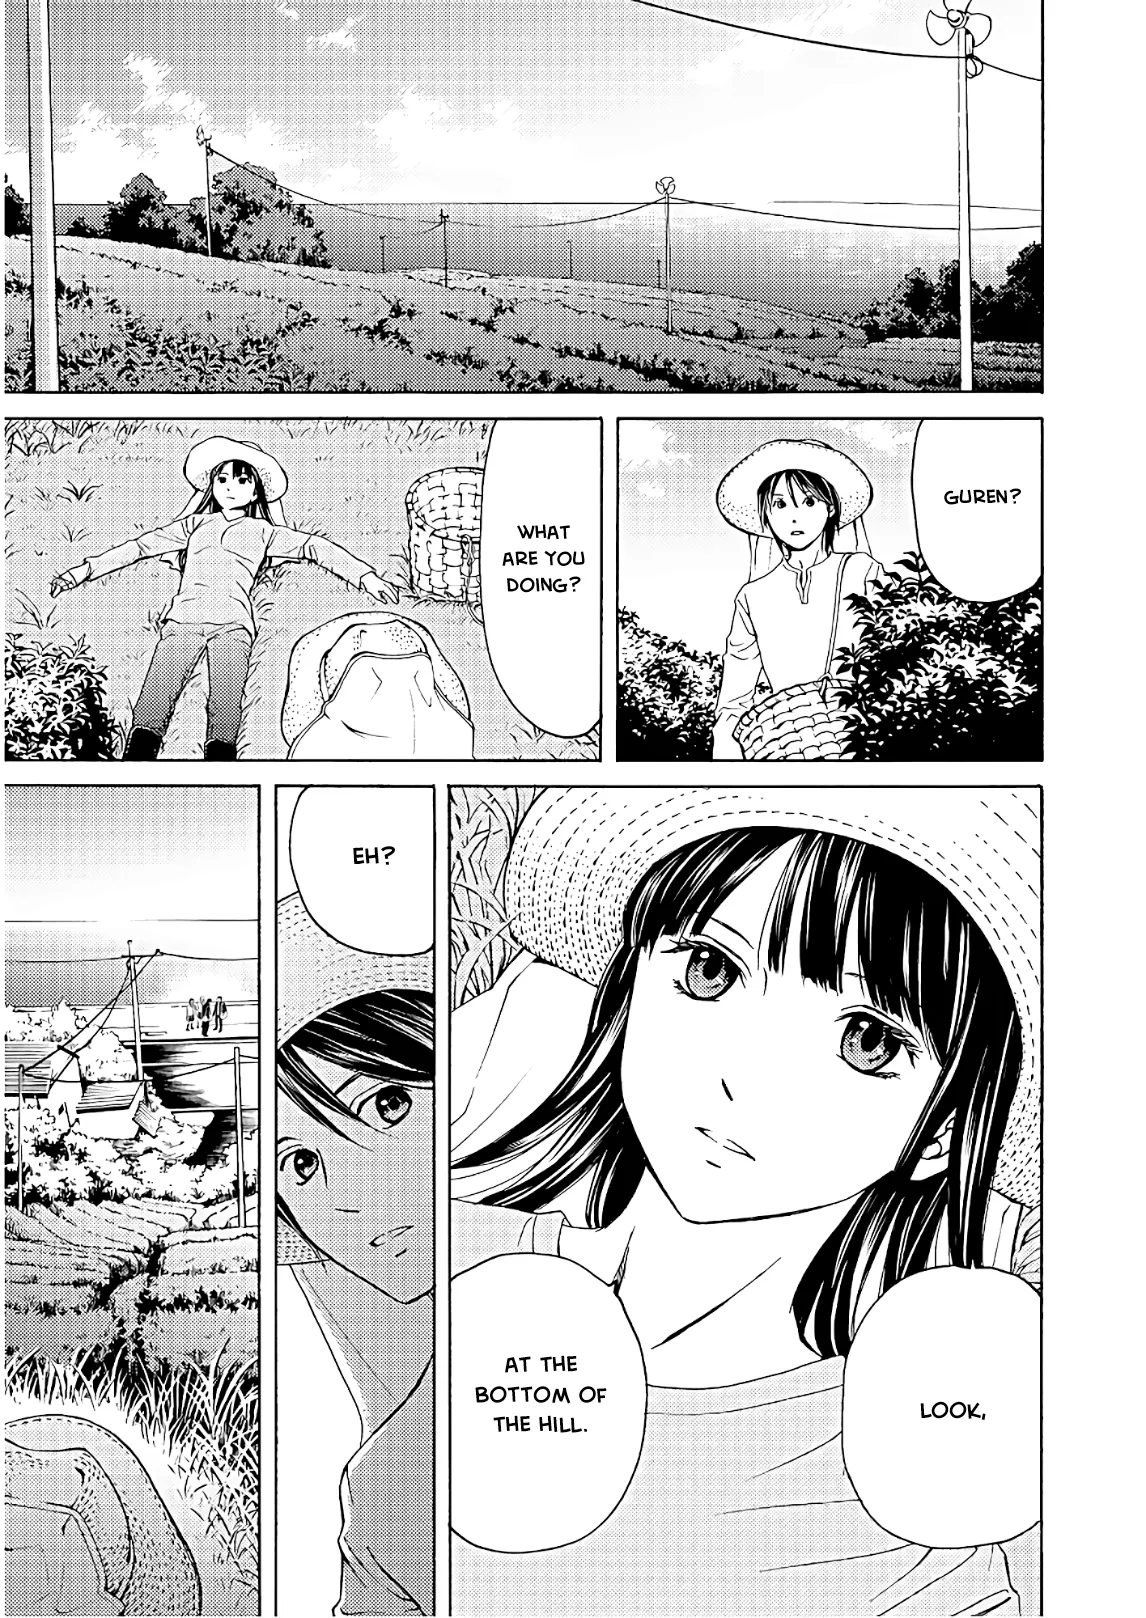 GUREN?
WHAT
ARE YOU
DOING?
LOOK,
AT THE
BOTTOM OF
THE HILL.
EH?